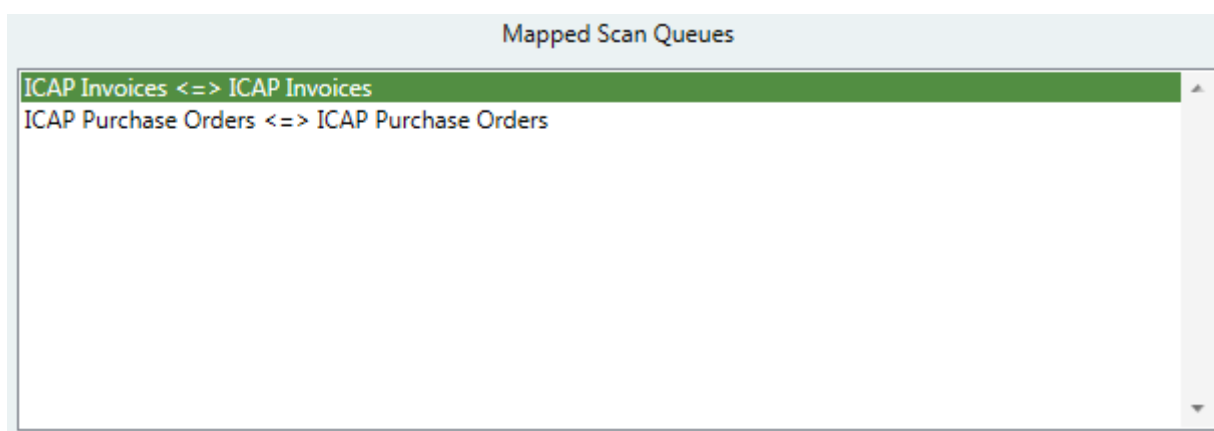 Mapped Scan Queues
ICAP Invoices <=> ICAP Invoices
ICAP Purchase Orders <=> ICAP Purchase Orders